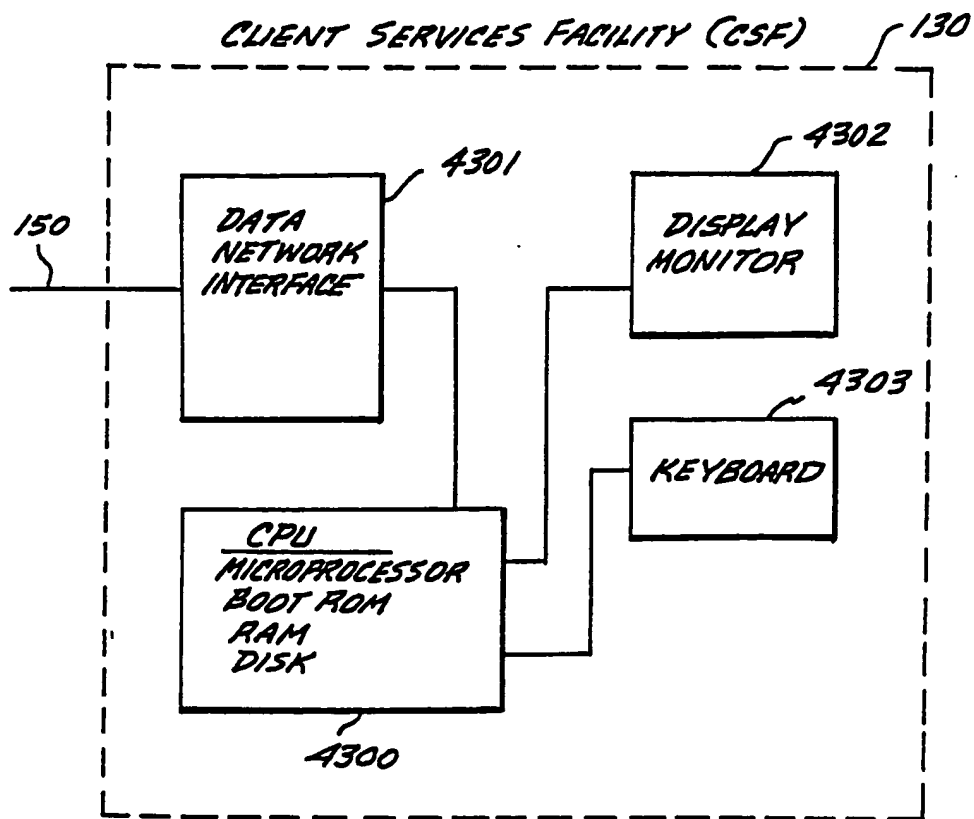 CLIENT SERVICES FACILITY (CSF)
130
4301
4302
150
DATA
NETWORK
INTERFACE
DISPLAY
MONITOR
4303
KEYBOARD
CPU
MICROPROCESSOR
BOOT ROM
RAM
DISK
4300